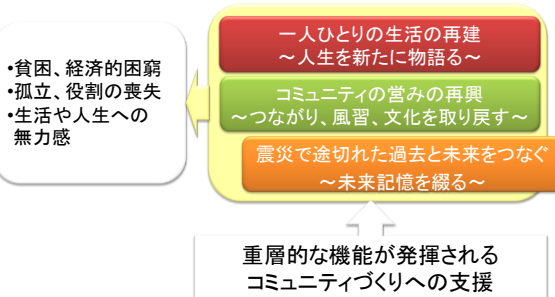 •貧困、経済的困窮
•孤立、役割の喪失
•生活や人生への
無力感
一人ひとりの生活の再建
～人生を新たに物語る～
コミュニティの営みの再興
～つながり、風習、文化を取り戻す～
震災で途切れた過去と未来をつなぐ
～未来記憶を綴る～
重層的な機能が発揮される
コミュニティづくりへの支援